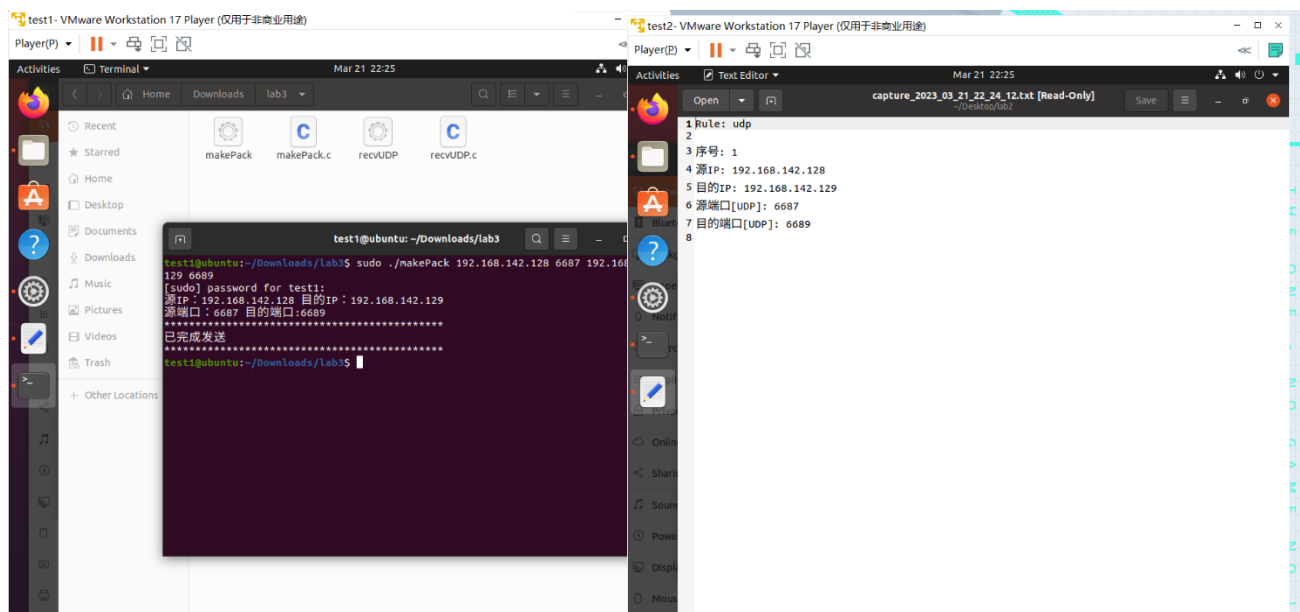 test1- VMware Workstation 17 Player (仅用于非商业用途)
Player(P)
Activities Terminal Mar 21 22:25
Home Downloads lab3
Recent
Starred
Home
Desktop
Documents
Downloads
Music
Pictures
Videos
Trash
+ Other Locations
makePack makePack.c recvUDP recvUDP.c
test1@ubuntu: ~/Downloads/lab3
test1@ubuntu:~/Downloads/lab3$ sudo ./makePack 192.168.142.128 6687 192.168
129 6689
[sudo] password for test1:
源IP：192.168.142.128 目的IP：192.168.142.129
源端口：6687 目的端口:6689
********************************************
已完成发送
********************************************
test1@ubuntu:~/Downloads/lab3$
test2- VMware Workstation 17 Player (仅用于非商业用途)
Player(P)
Activities Text Editor Mar 21 22:25
Open capture_2023_03_21_22_24_12.txt [Read-Only] Save
~/Desktop/lab2
1 Rule: udp
2
3 序号: 1
4 源IP: 192.168.142.128
5 目的IP: 192.168.142.129
6 源端口[UDP]: 6687
7 目的端口[UDP]: 6689
8